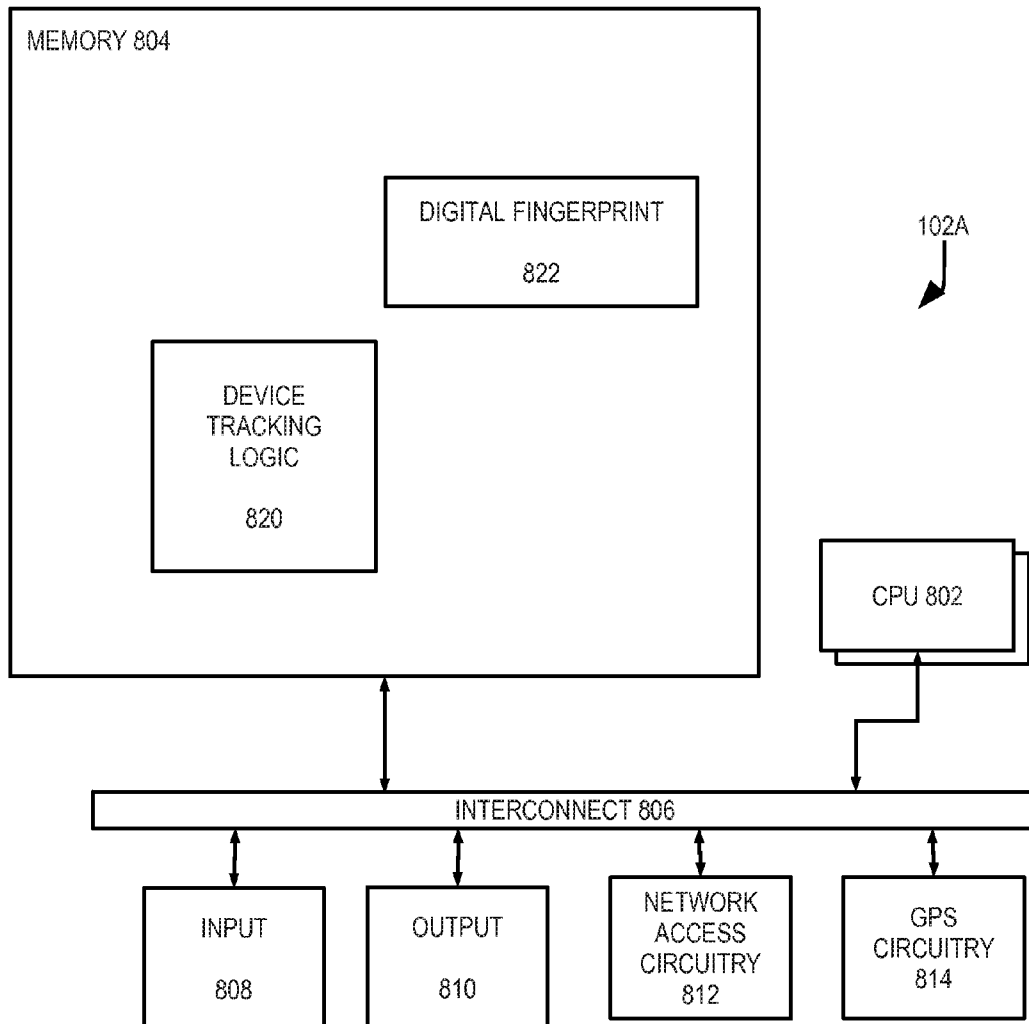 MEMORY 804
DIGITAL FINGERPRINT
822
102A
DEVICE
TRACKING
LOGIC
820
CPU 802
INTERCONNECT 806
INPUT
808
OUTPUT
810
NETWORK
ACCESS
CIRCUITRY
812
GPS
CIRCUITRY
814